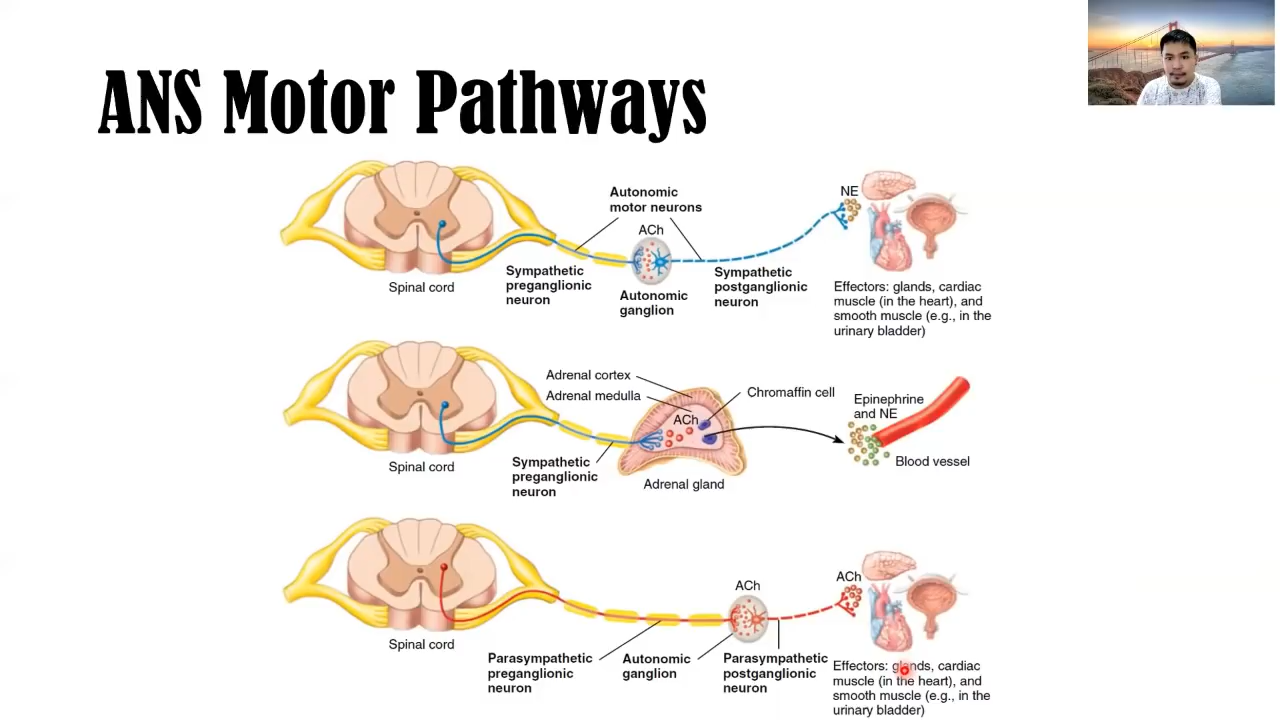 ANS Motor Pathways
Autonomic
motor neurons
NE
ACh
Sympathetic
preganglionic
neuron
Sympathetic
postganglionic
neuron
Spinal cord
Autonomic
ganglion
Effectors: glands, cardiac
muscle (in the heart), and
smooth muscle (e.g., in the
urinary bladder)
Adrenal cortex
Adrenal medulla
Chromaffin cell
ACh
Epinephrine
and NE
Spinal cord
Sympathetic
preganglionic
neuron
Adrenal gland
Blood vessel
ACh
ACh
Spinal cord
Parasympathetic
preganglionic
neuron
Autonomic
ganglion
Parasympathetic
postganglionic
neuron
Effectors: glands, cardiac
muscle (in the heart), and
smooth muscle (e.g., in the
urinary bladder)